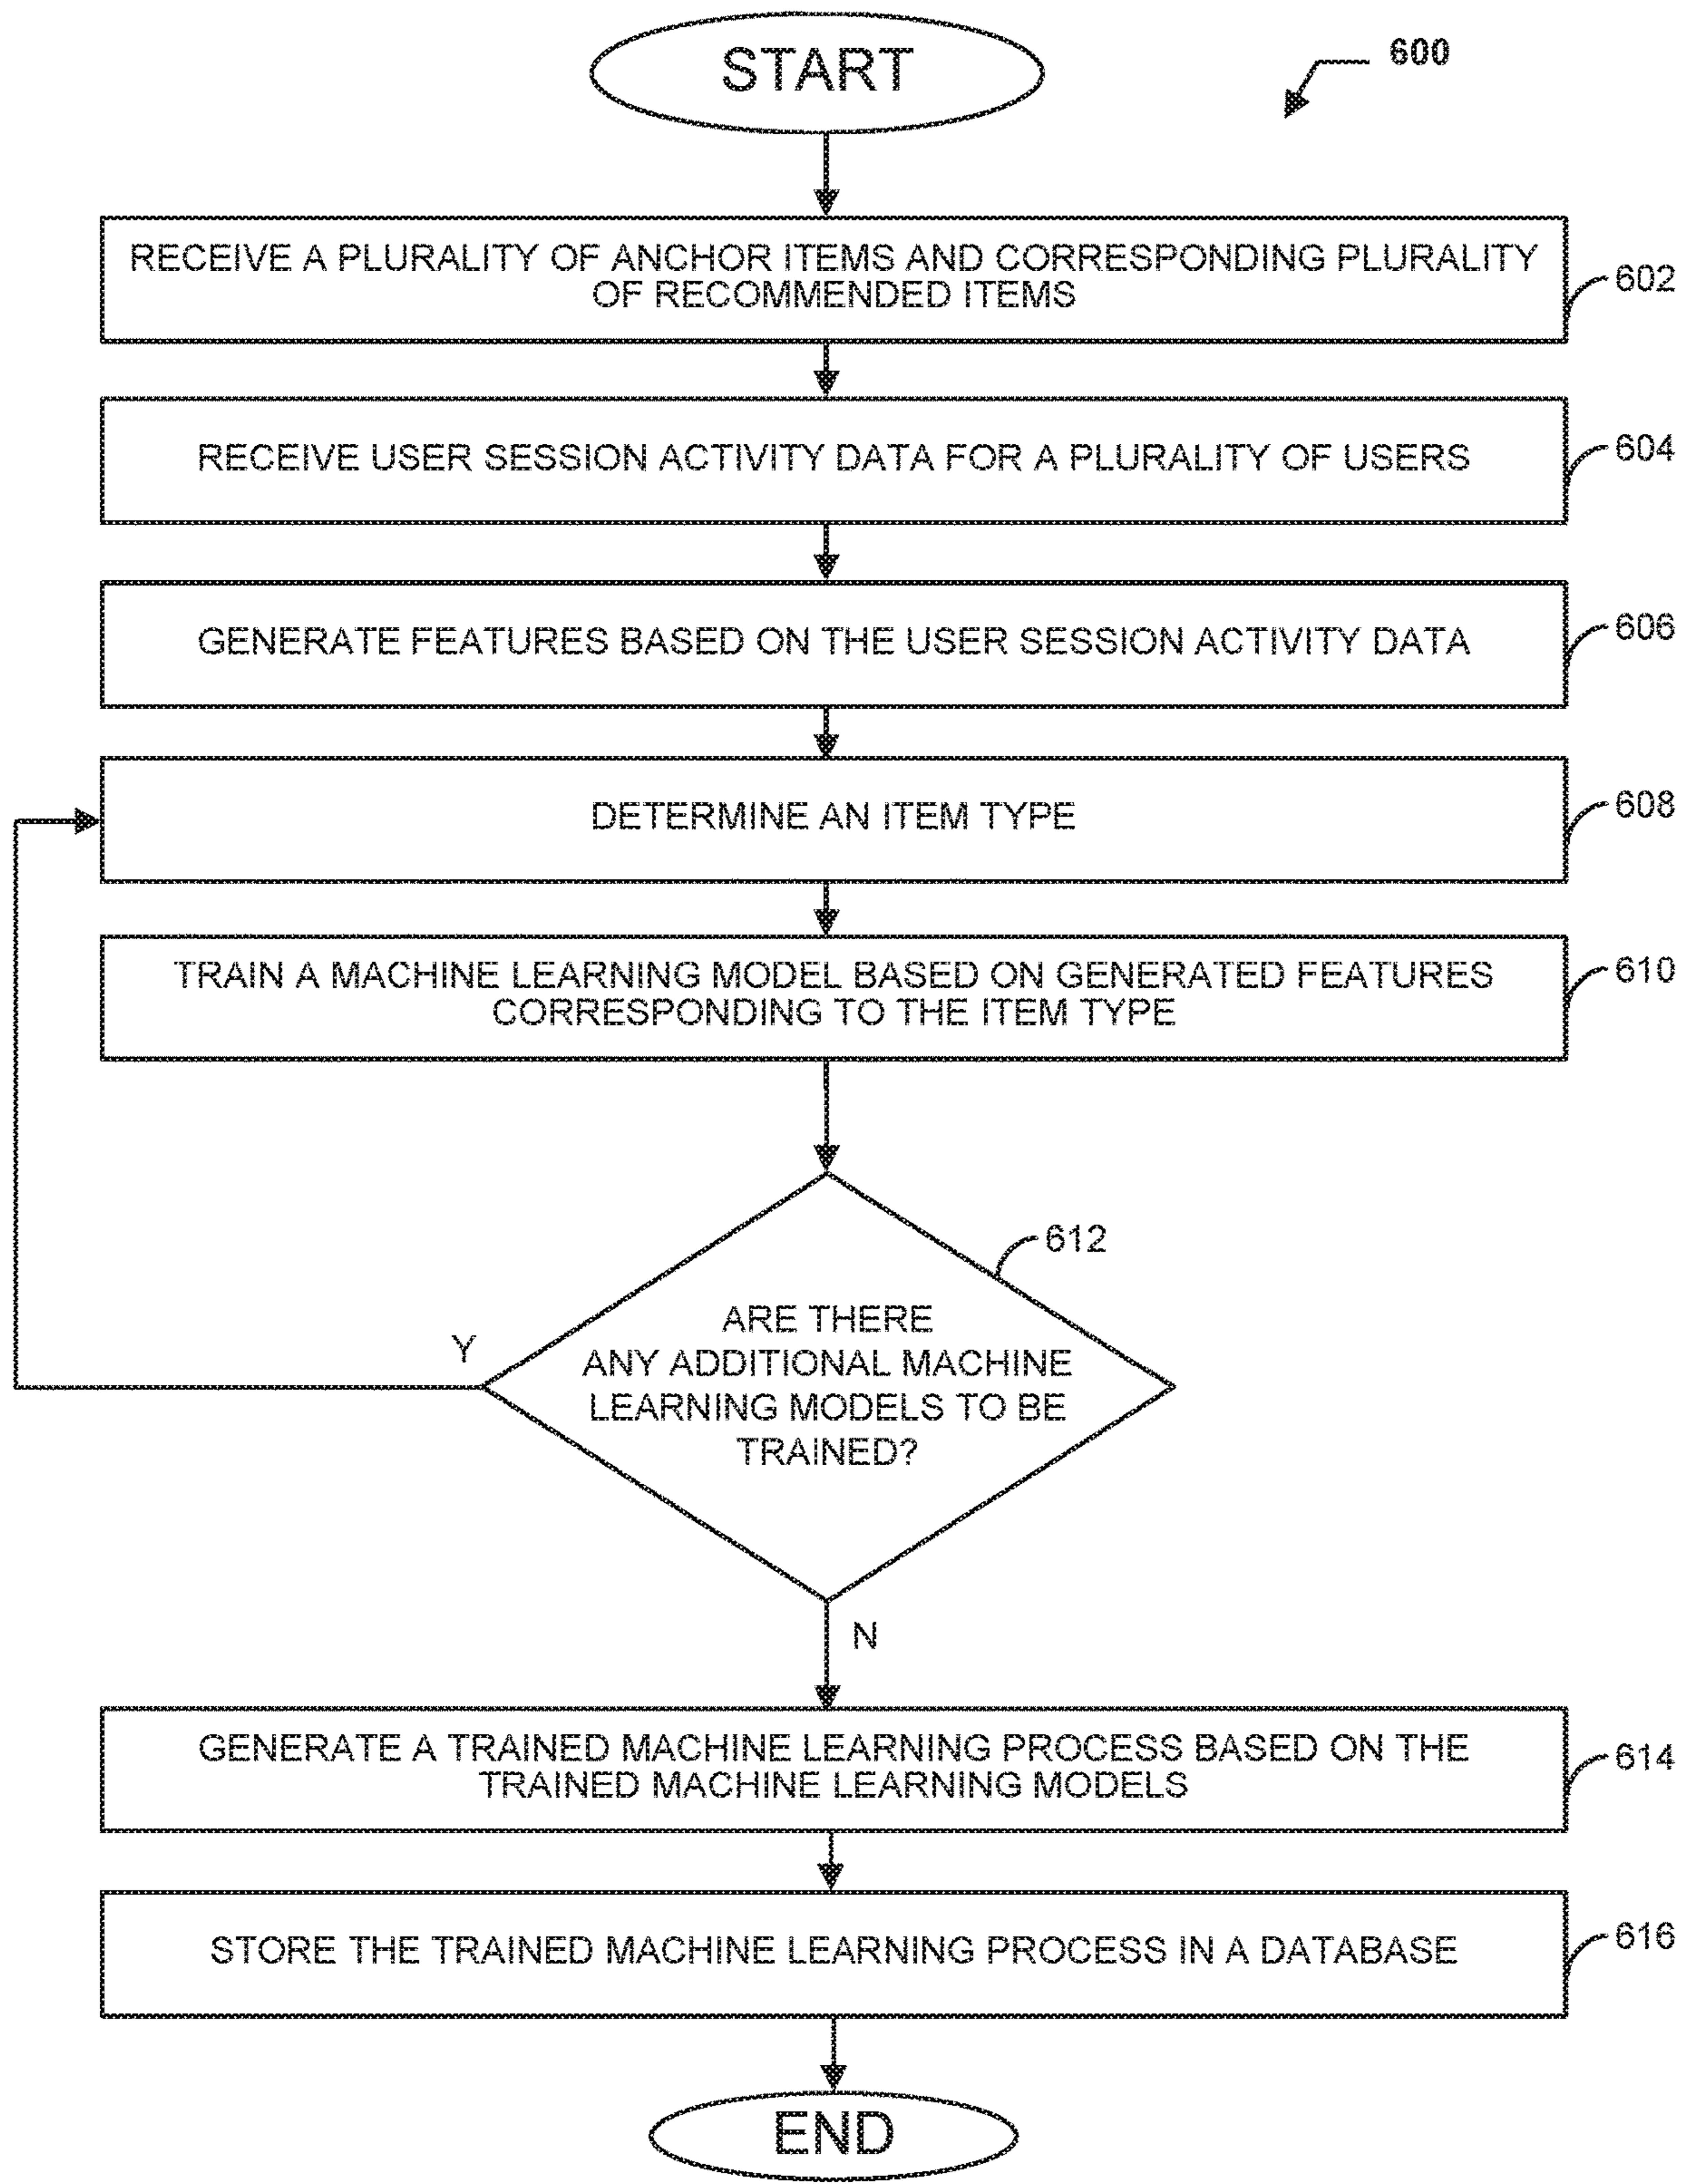 START
600
RECEIVE A PLURALITY OF ANCHOR ITEMS AND CORRESPONDING PLURALITY
OF RECOMMENDED ITEMS
602
RECEIVE USER SESSION ACTIVITY DATA FOR A PLURALITY OF USERS
604
GENERATE FEATURES BASED ON THE USER SESSION ACTIVITY DATA
606
DETERMINE AN ITEM TYPE
608
TRAIN A MACHINE LEARNING MODEL BASED ON GENERATED FEATURES
CORRESPONDING TO THE ITEM TYPE
610
612
ARE THERE
ANY ADDITIONAL MACHINE
LEARNING MODELS TO BE
TRAINED?
Y
N
GENERATE A TRAINED MACHINE LEARNING PROCESS BASED ON THE
TRAINED MACHINE LEARNING MODELS
614
STORE THE TRAINED MACHINE LEARNING PROCESS IN A DATABASE
616
END